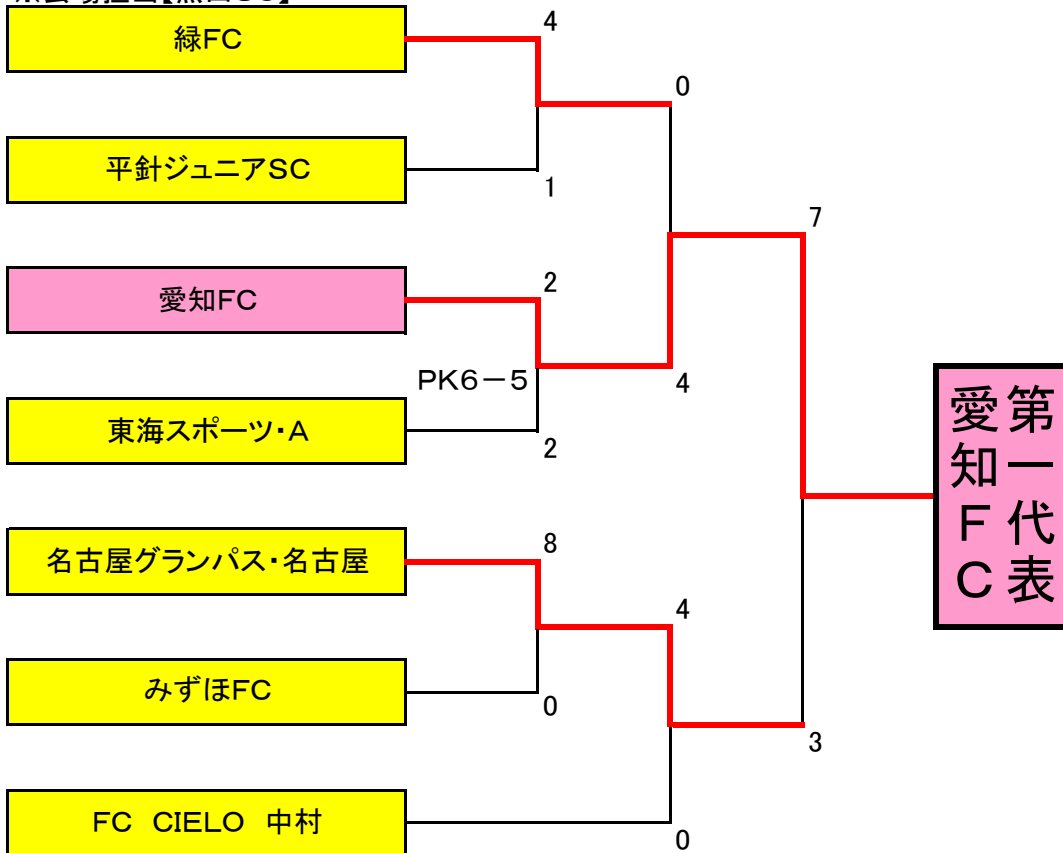 緑FC
4
0
平針ジュニアSC
1
7
愛知FC
2
PK6－5
4
東海スポーツ・A
2
第一代表
愛知FC
名古屋グランパス・名古屋
8
4
みずほFC
0
3
FC CIELO 中村
0